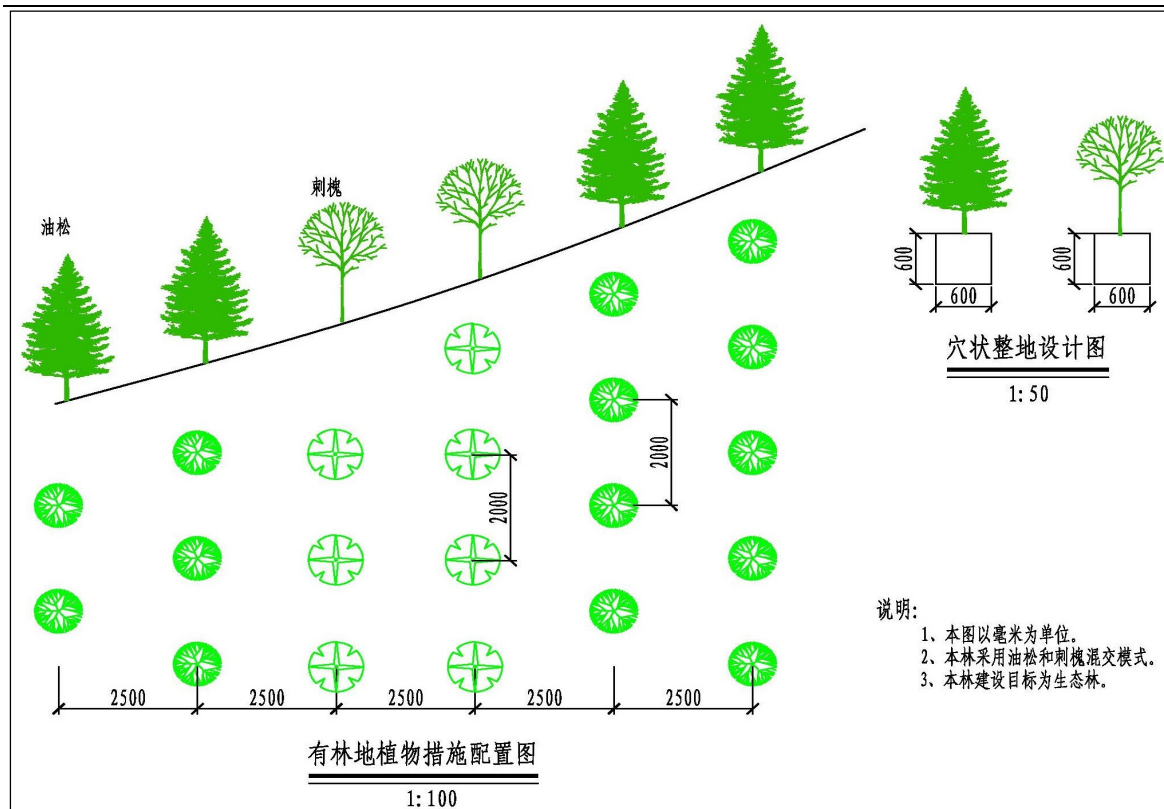 刺槐
油松
600
600
600
600
穴状整地设计图
1:50
2000
2000
说明:
1、本图以毫米为单位。
2、本林采用油松和刺槐混交模式。
3、本林建设目标为生态林。
2500
2500
2500
2500
2500
有林地植物措施配置图
1:100